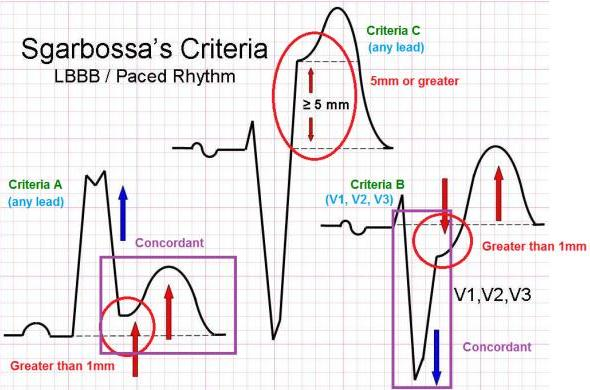 Sgarbossa's Criteria
LBBB / Paced Rhythm
Criteria C
(any lead)
5mm or greater
≥ 5 mm
Criteria A
(any lead)
Concordant
Greater than 1mm
Criteria B
(V1, V2, V3)
Greater than 1mm
V1,V2,V3
Concordant